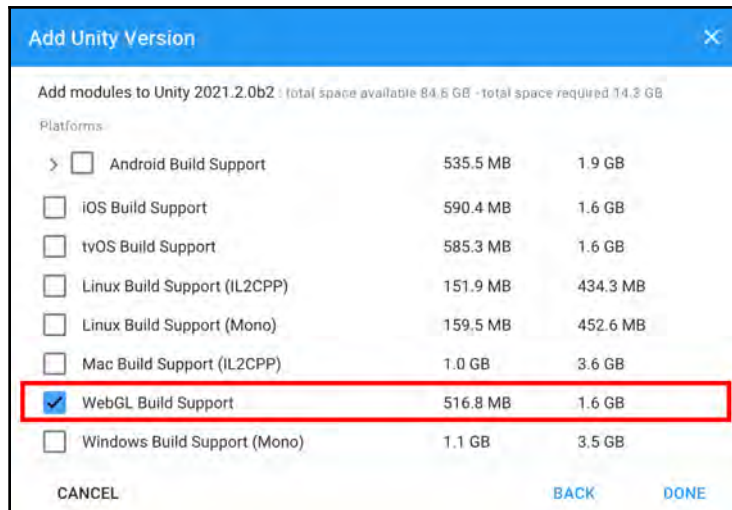 Add Unity Version
Add modules to Unity 2021.2.0b2 : total space available 84.6 GB - total space required 14.3 GB
Platforms
Android Build Support 535.5 MB 1.9 GB
iOS Build Support 590.4 MB 1.6 GB
tvOS Build Support 585.3 MB 1.6 GB
Linux Build Support (IL2CPP) 151.9 MB 434.3 MB
Linux Build Support (Mono) 159.5 MB 452.6 MB
Mac Build Support (IL2CPP) 1.0 GB 3.6 GB
WebGL Build Support 516.8 MB 1.6 GB
Windows Build Support (Mono) 1.1 GB 3.5 GB
CANCEL BACK DONE